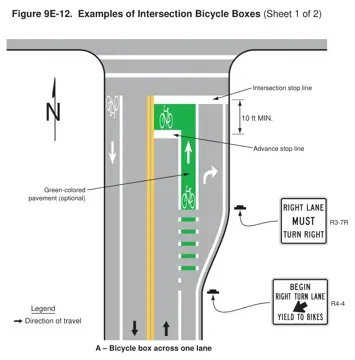 Figure 9E-12. Examples of Intersection Bicycle Boxes (Sheet 1 of 2)
N
Intersection stop line
10 ft MIN.
Advance stop line
Green-colored
pavement (optional)
RIGHT LANE
MUST
TURN RIGHT
R3-7R
BEGIN
RIGHT TURN LANE
YIELD TO BIKES
R4-4
Legend
Direction of travel
A – Bicycle box across one lane